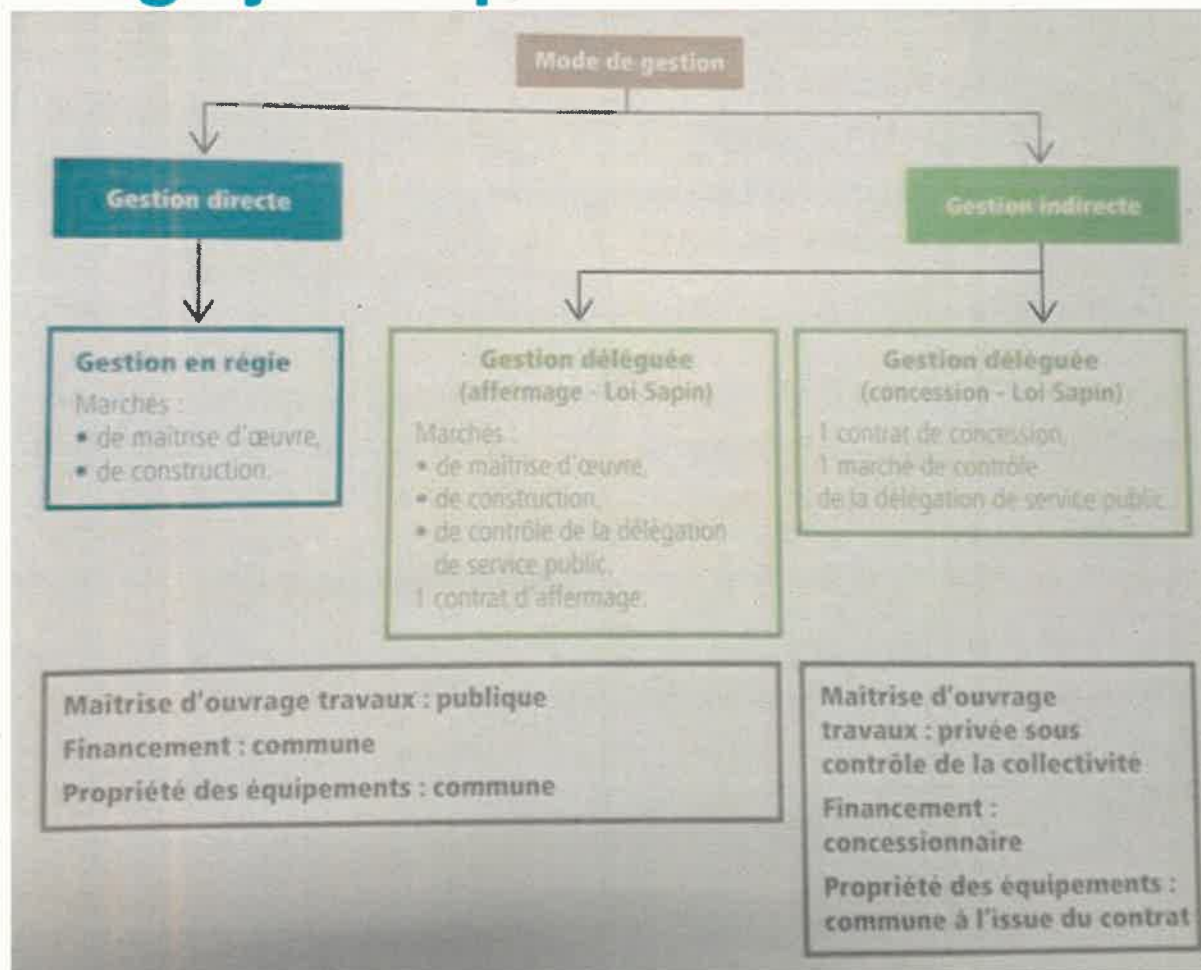 Mode de gestion
Gestion directe
Gestion indirecte
Gestion en régie
Marchés :
• de maîtrise d'œuvre,
• de construction.
Gestion déléguée
(affermage - Loi Sapin)
Marchés :
• de maîtrise d'œuvre,
• de construction,
• de contrôle de la délégation
de service public,
1 contrat d'affermage.
Gestion déléguée
(concession - Loi Sapin)
1 contrat de concession,
1 marché de contrôle
de la délégation de service public.
Maîtrise d'ouvrage travaux : publique
Financement : commune
Propriété des équipements : commune
Maîtrise d'ouvrage
travaux : privée sous
contrôle de la collectivité
Financement :
concessionnaire
Propriété des équipements :
commune à l'issue du contrat